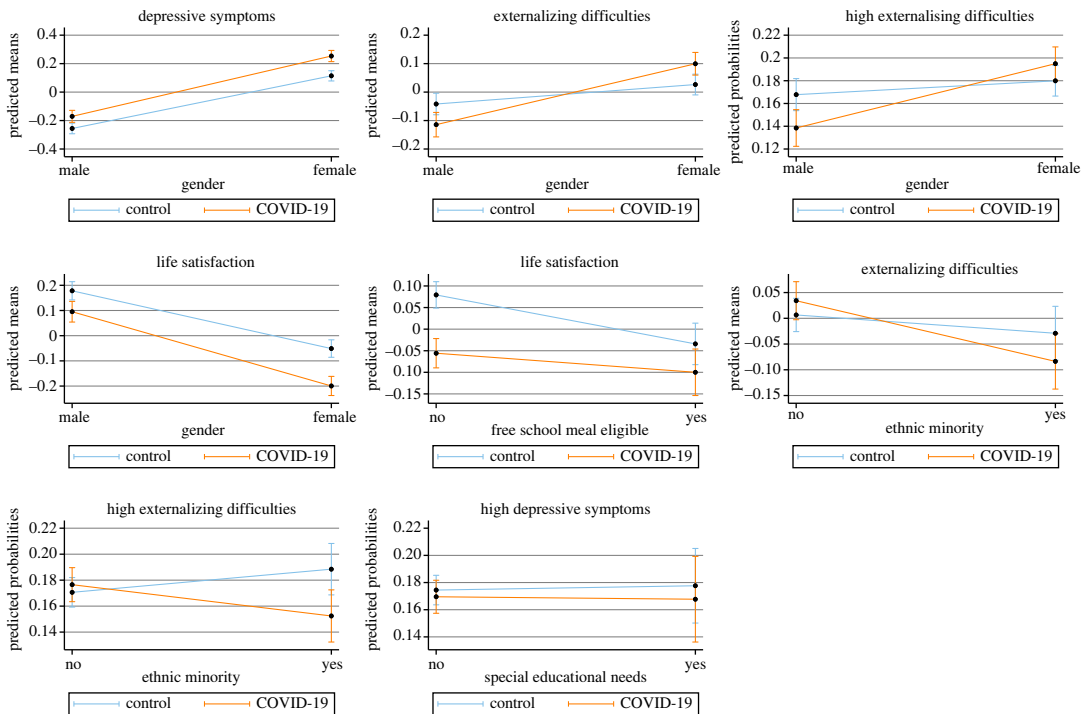 depressive symptoms
predicted means
0.4
0.2
0
–0.2
–0.4
male
female
gender
control
COVID-19
externalizing difficulties
predicted means
0.2
0.1
0
–0.1
–0.2
male
female
gender
control
COVID-19
high externalising difficulties
predicted probabilities
0.22
0.2
0.18
0.16
0.14
0.12
male
female
gender
control
COVID-19
life satisfaction
predicted means
0.2
0.1
0
–0.1
–0.2
male
female
gender
control
COVID-19
life satisfaction
predicted means
0.10
0.05
0
–0.05
0.10
–0.15
no
yes
free school meal eligible
control
COVID-19
externalizing difficulties
predicted means
0.05
0
–0.05
–0.10
–0.15
no
yes
ethnic minority
control
COVID-19
high externalizing difficulties
predicted probabilities
0.22
0.20
0.18
0.16
0.14
no
yes
ethnic minority
control
COVID-19
high depressive symptoms
predicted probabilities
0.22
0.20
0.18
0.16
0.14
no
yes
special educational needs
control
COVID-19